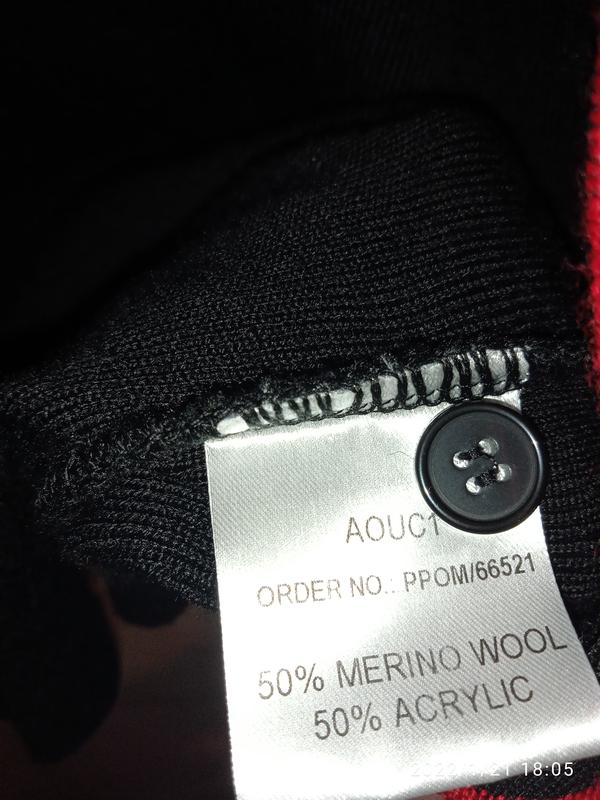 AOUC1
ORDER NO.: PPOM/66521
50% MERINO WOOL
50% ACRYLIC
18:05